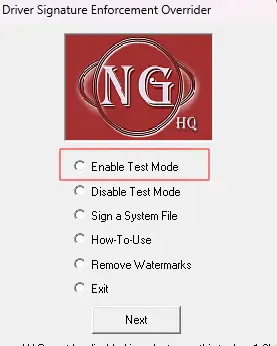 Driver Signature Enforcement Overrider
NG
HQ
Enable Test Mode
Disable Test Mode
Sign a System File
How-To-Use
Remove Watermarks
Exit
Next